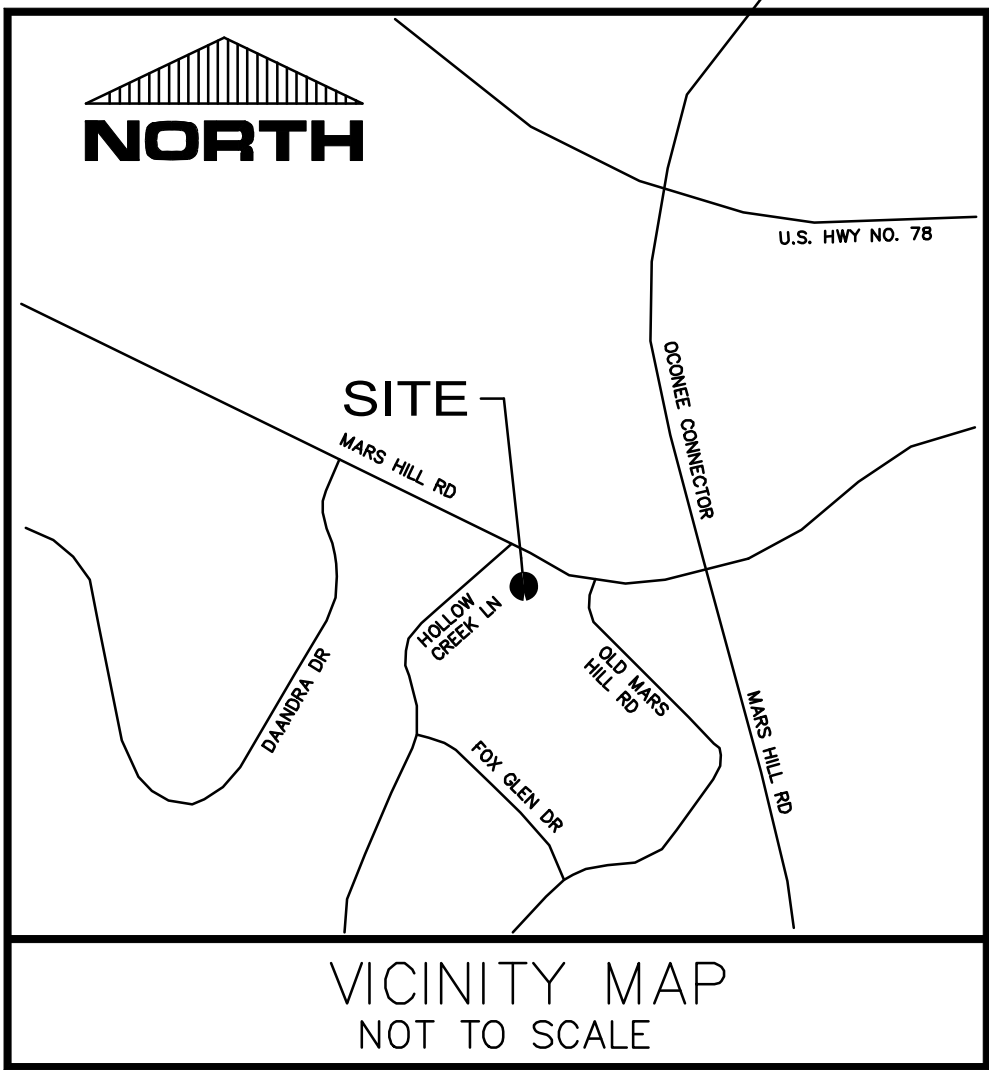 NORTH
U.S. HWY NO. 78
OCONEE CONNECTOR
SITE
MARS HILL RD
HOLLOW
CREEK LN
OLD MARS
HILL RD
DAANDRA DR
MARS HILL RD
FOX GLEN DR
VICINITY MAP
NOT TO SCALE